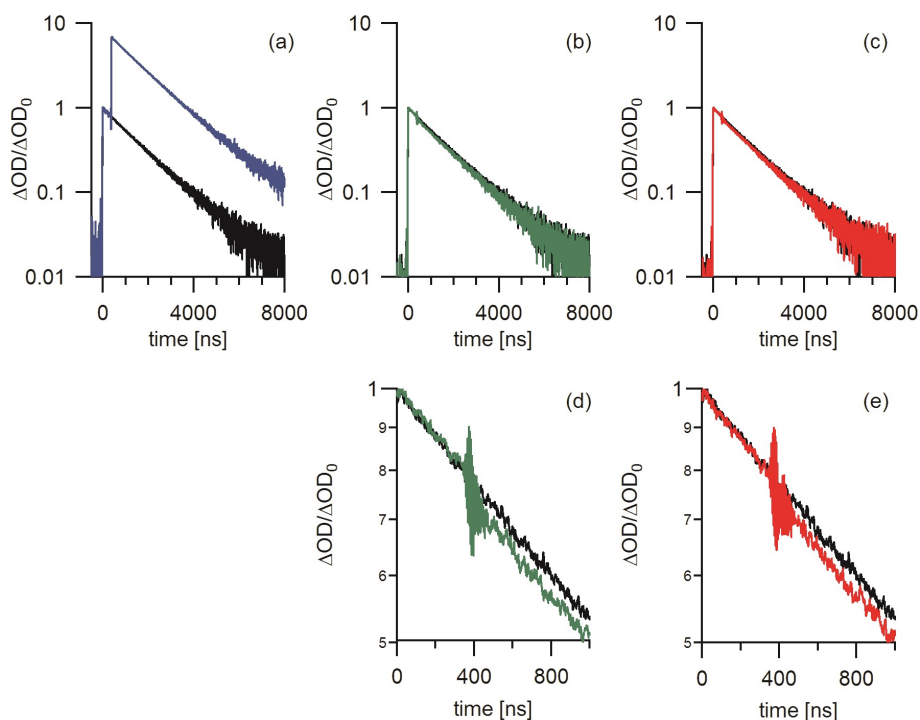 (a)
10
1
0.1
0.01
ΔOD/ΔOD₀
0 4000 8000
time [ns]
(b)
10
1
0.1
0.01
ΔOD/ΔOD₀
0 4000 8000
time [ns]
(c)
10
1
0.1
0.01
ΔOD/ΔOD₀
0 4000 8000
time [ns]
(d)
1
9
8
7
6
5
ΔOD/ΔOD₀
0 400 800
time [ns]
(e)
1
9
8
7
6
5
ΔOD/ΔOD₀
0 400 800
time [ns]